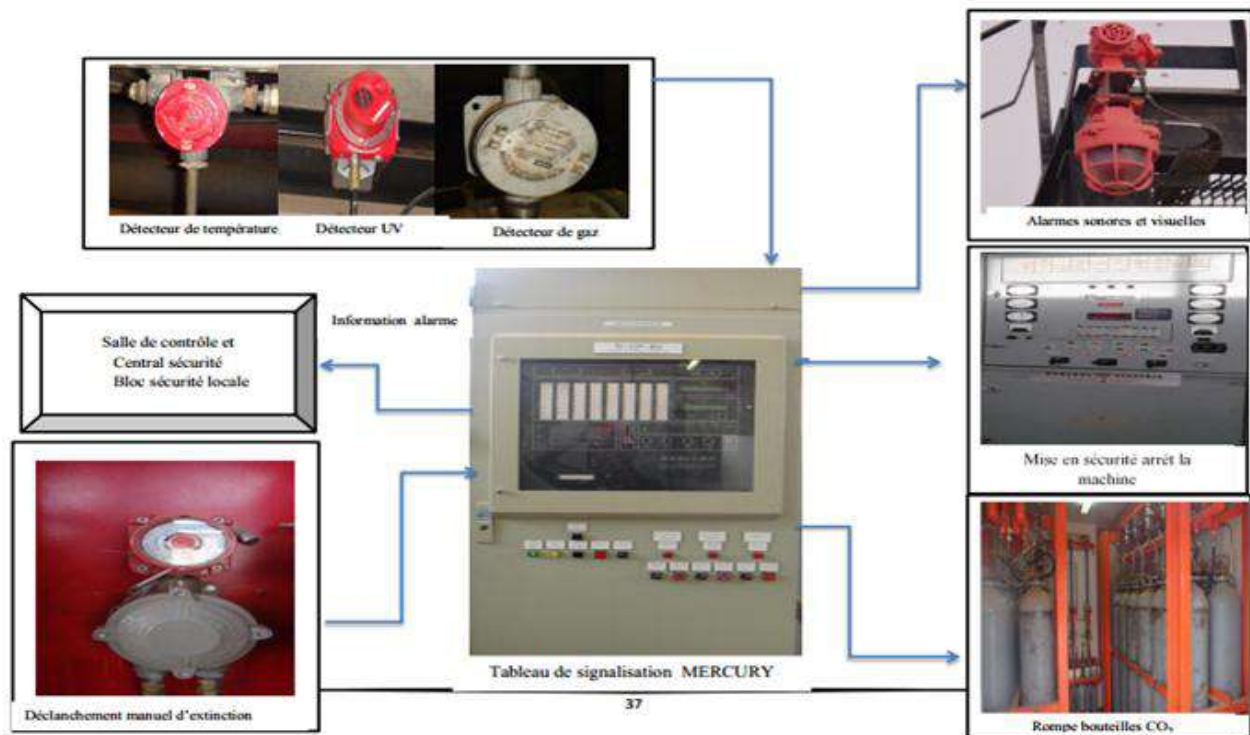 Détecteur de température
Détecteur UV
Détecteur de gaz
Alarmes sonores et visuelles
Information alarme
Salle de contrôle et
Central sécurité
Bloc sécurité locale
Mise en sécurité arrêt la
machine
Tableau de signalisation MERCURY
37
Déclanchement manuel d'extinction
Rompe bouteilles CO₂